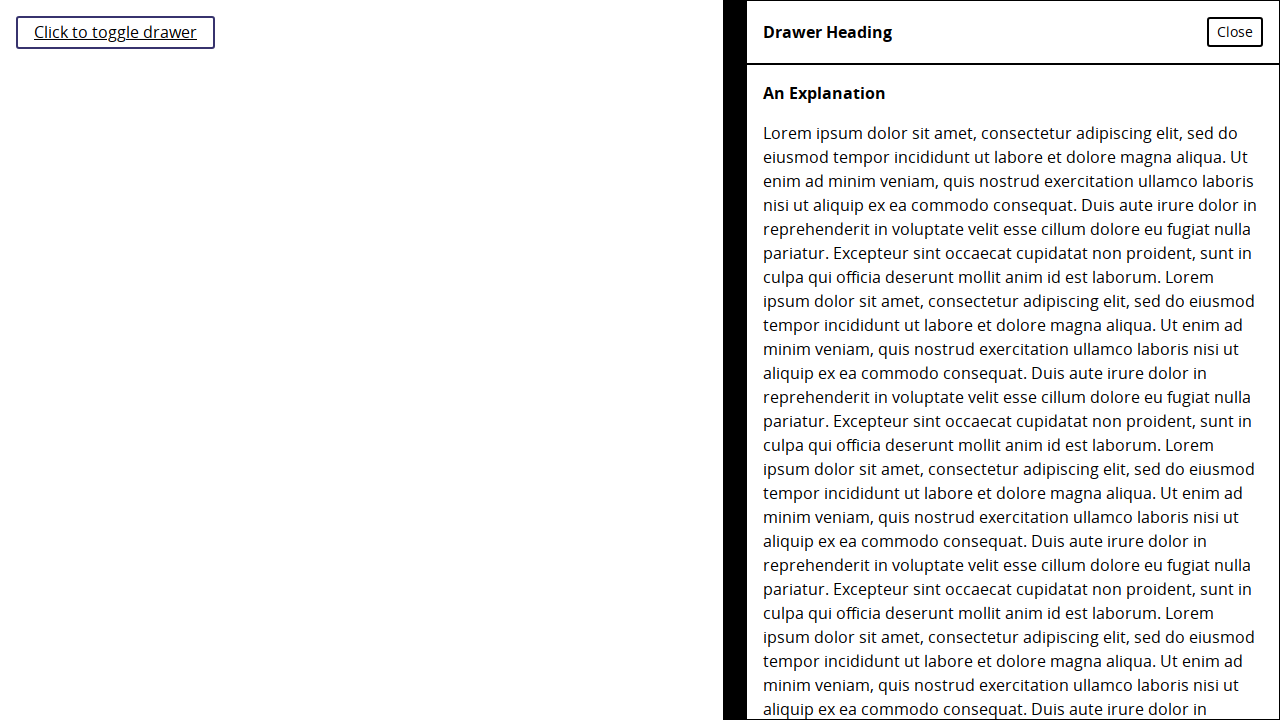 Click to toggle drawer
Drawer Heading
Close
An Explanation
Lorem ipsum dolor sit amet, consectetur adipiscing elit, sed do
eiusmod tempor incididunt ut labore et dolore magna aliqua. Ut
enim ad minim veniam, quis nostrud exercitation ullamco laboris
nisi ut aliquip ex ea commodo consequat. Duis aute irure dolor in
reprehenderit in voluptate velit esse cillum dolore eu fugiat nulla
pariatur. Excepteur sint occaecat cupidatat non proident, sunt in
culpa qui officia deserunt mollit anim id est laborum. Lorem
ipsum dolor sit amet, consectetur adipiscing elit, sed do eiusmod
tempor incididunt ut labore et dolore magna aliqua. Ut enim ad
minim veniam, quis nostrud exercitation ullamco laboris nisi ut
aliquip ex ea commodo consequat. Duis aute irure dolor in
reprehenderit in voluptate velit esse cillum dolore eu fugiat nulla
pariatur. Excepteur sint occaecat cupidatat non proident, sunt in
culpa qui officia deserunt mollit anim id est laborum. Lorem
ipsum dolor sit amet, consectetur adipiscing elit, sed do eiusmod
tempor incididunt ut labore et dolore magna aliqua. Ut enim ad
minim veniam, quis nostrud exercitation ullamco laboris nisi ut
aliquip ex ea commodo consequat. Duis aute irure dolor in
reprehenderit in voluptate velit esse cillum dolore eu fugiat nulla
pariatur. Excepteur sint occaecat cupidatat non proident, sunt in
culpa qui officia deserunt mollit anim id est laborum. Lorem
ipsum dolor sit amet, consectetur adipiscing elit, sed do eiusmod
tempor incididunt ut labore et dolore magna aliqua. Ut enim ad
minim veniam, quis nostrud exercitation ullamco laboris nisi ut
aliquip ex ea commodo consequat. Duis aute irure dolor in